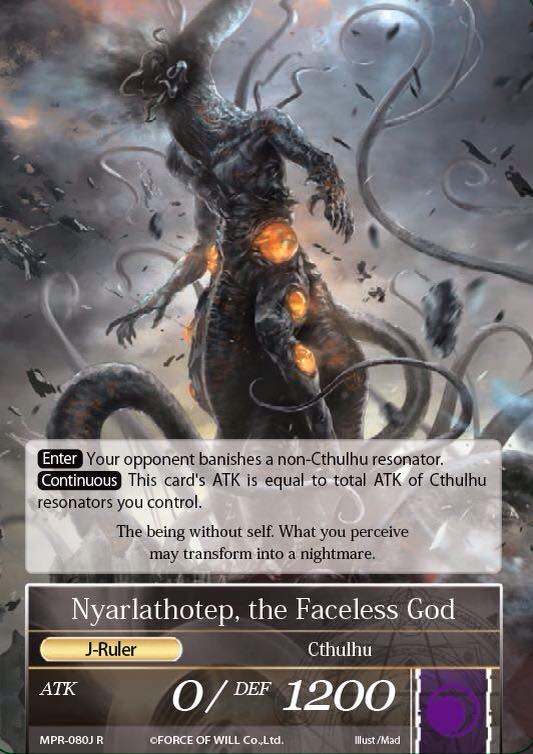 Enter Your opponent banishes a non-Cthulhu resonator.
Continuous This card's ATK is equal to total ATK of Cthulhu
resonators you control.
The being without self. What you perceive
may transform into a nightmare.
Nyarlathotep, the Faceless God
J-Ruler Cthulhu
ATK 0 / DEF 1200
MPR-080J R ©FORCE OF WILL Co.,Ltd. Illust /Mad